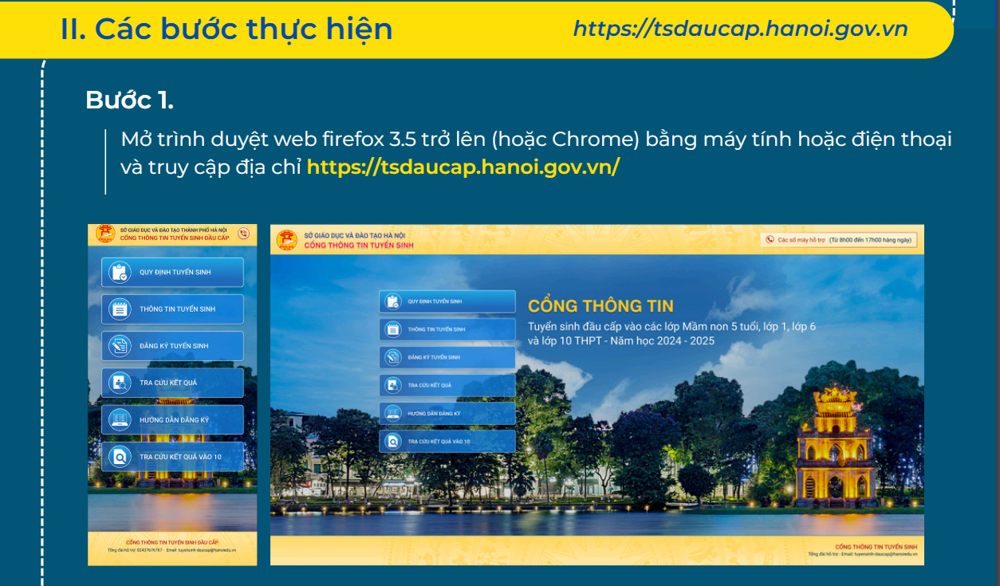 II. Các bước thực hiện
https://tsdaucap.hanoi.gov.vn
Bước 1.
Mở trình duyệt web firefox 3.5 trở lên (hoặc Chrome) bằng máy tính hoặc điện thoại
và truy cập địa chỉ https://tsdaucap.hanoi.gov.vn/
SỞ GIÁO DỤC VÀ ĐÀO TẠO THÀNH PHỐ HÀ NỘI
CỔNG THÔNG TIN TUYỂN SINH ĐẦU CẤP
QUY ĐỊNH TUYỂN SINH
THÔNG TIN TUYỂN SINH
ĐĂNG KÝ TUYỂN SINH
TRA CỨU KẾT QUẢ
HƯỚNG DẪN ĐĂNG KÝ
TRA CỨU KẾT QUẢ VÀO 10
CỔNG THÔNG TIN TUYỂN SINH ĐẦU CẤP
Tổng đài hỗ trợ: 02437676767 - Email: tuyensinh-daucap@hanoiedu.vn
SỞ GIÁO DỤC VÀ ĐÀO TẠO HÀ NỘI
CỔNG THÔNG TIN TUYỂN SINH
Các số máy hỗ trợ (Từ 8h00 đến 17h00 hàng ngày)
QUY ĐỊNH TUYỂN SINH
THÔNG TIN TUYỂN SINH
ĐĂNG KÝ TUYỂN SINH
TRA CỨU KẾT QUẢ
HƯỚNG DẪN ĐĂNG KÝ
TRA CỨU KẾT QUẢ VÀO 10
CỔNG THÔNG TIN
Tuyển sinh đầu cấp vào các lớp Mầm non 5 tuổi, lớp 1, lớp 6
và lớp 10 THPT - Năm học 2024 - 2025
CỔNG THÔNG TIN TUYỂN SINH
Tổng đài hỗ trợ - Email: tuyensinh-daucap@hanoiedu.vn